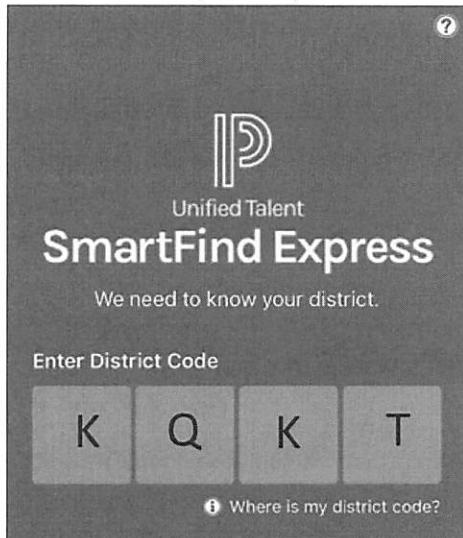 ?
Unified Talent
SmartFind Express
We need to know your district.
Enter District Code
K Q K T
i Where is my district code?